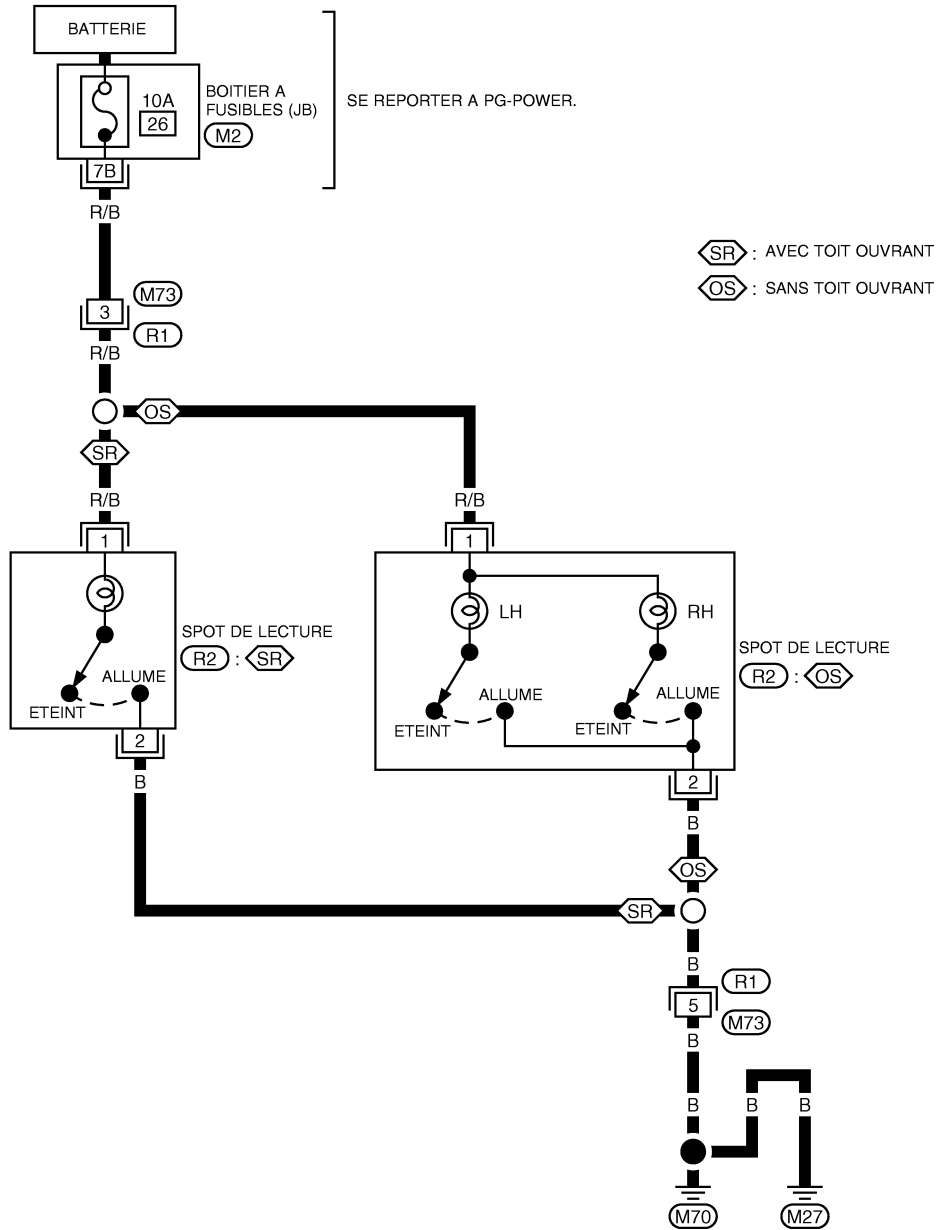 BATTERIE
10A
26
BOITIER A
FUSIBLES (JB)
M2
SE REPORTER A PG-POWER.
7B
R/B
SR : AVEC TOIT OUVRANT
OS : SANS TOIT OUVRANT
3
M73
R1
R/B
OS
SR
R/B
R/B
1
1
LH
RH
SPOT DE LECTURE
R2 : SR
ALLUME
ETEINT
SPOT DE LECTURE
R2 : OS
ALLUME
ETEINT
ALLUME
ETEINT
2
B
2
B
OS
SR
B
R1
5
M73
B
B
B
B
M70
M27